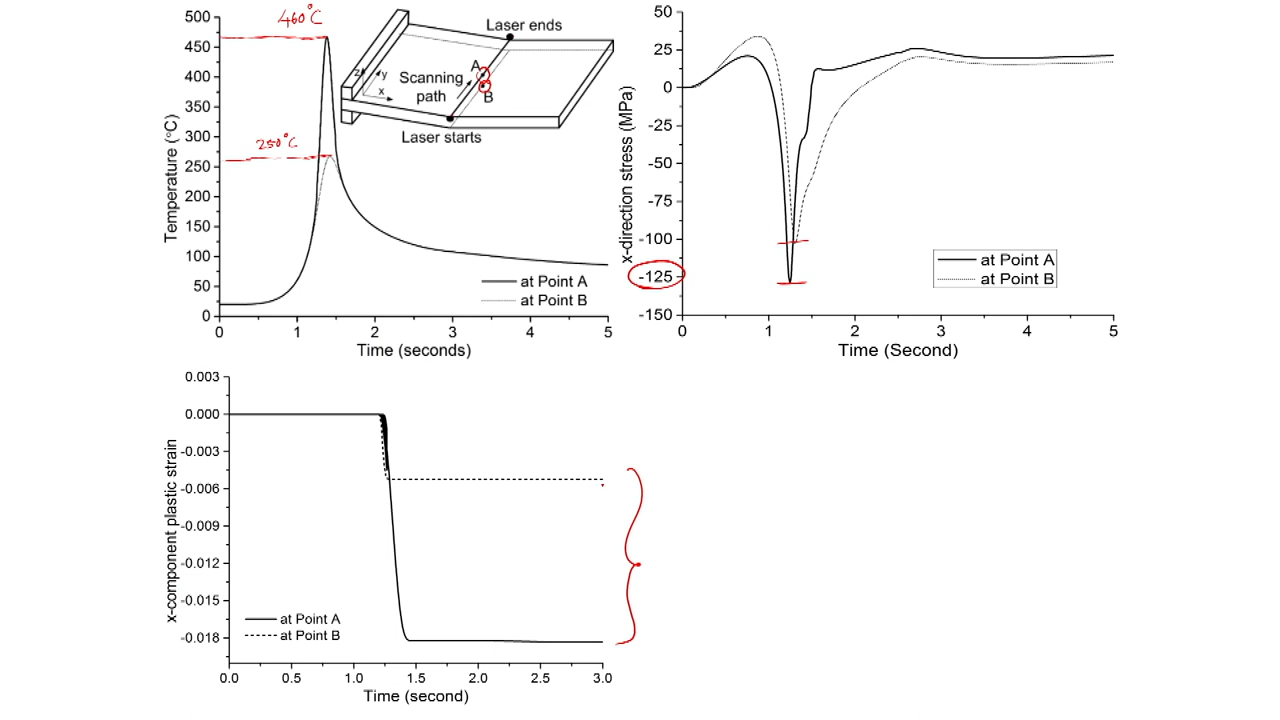 460°C
250°C
500
450
400
350
300
250
200
150
100
50
0
Temperature (°C)
0 1 2 3 4 5
Time (seconds)
at Point A
at Point B
Laser ends
A
B
Scanning
path
z
y
x
Laser starts
50
25
0
-25
-50
-75
-100
-125
-150
x-direction stress (MPa)
0 1 2 3 4 5
Time (Second)
at Point A
at Point B
0.003
0.000
-0.003
-0.006
-0.009
-0.012
-0.015
-0.018
x-component plastic strain
0.0 0.5 1.0 1.5 2.0 2.5 3.0
Time (second)
at Point A
at Point B